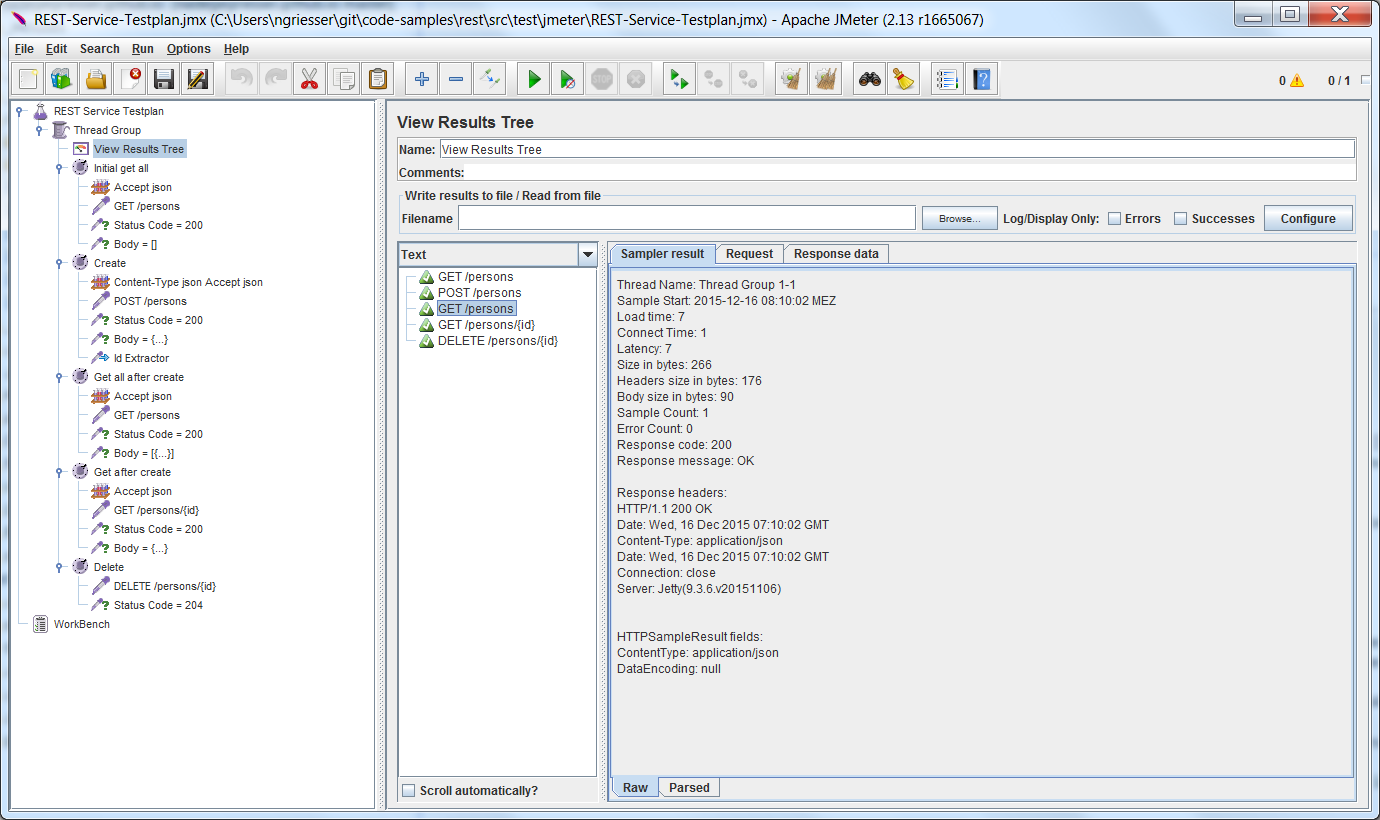 REST-Service-Testplan.jmx (C:\Users\ngriesser\git\code-samples\rest\src\test\jmeter\REST-Service-Testplan.jmx) - Apache JMeter (2.13 r1665067)
File Edit Search Run Options Help
0 0 / 1
REST Service Testplan
Thread Group
View Results Tree
Initial get all
Accept json
GET /persons
Status Code = 200
Body = []
Create
Content-Type json Accept json
POST /persons
Status Code = 200
Body = {...}
Id Extractor
Get all after create
Accept json
GET /persons
Status Code = 200
Body = [{...}]
Get after create
Accept json
GET /persons/{id}
Status Code = 200
Body = {...}
Delete
DELETE /persons/{id}
Status Code = 204
WorkBench
View Results Tree
Name: View Results Tree
Comments:
Write results to file / Read from file
Filename Browse... Log/Display Only: Errors Successes Configure
Text
GET /persons
POST /persons
GET /persons
GET /persons/{id}
DELETE /persons/{id}
Scroll automatically?
Sampler result Request Response data
Thread Name: Thread Group 1-1
Sample Start: 2015-12-16 08:10:02 MEZ
Load time: 7
Connect Time: 1
Latency: 7
Size in bytes: 266
Headers size in bytes: 176
Body size in bytes: 90
Sample Count: 1
Error Count: 0
Response code: 200
Response message: OK
Response headers:
HTTP/1.1 200 OK
Date: Wed, 16 Dec 2015 07:10:02 GMT
Content-Type: application/json
Date: Wed, 16 Dec 2015 07:10:02 GMT
Connection: close
Server: Jetty(9.3.6.v20151106)
HTTPSampleResult fields:
ContentType: application/json
DataEncoding: null
Raw Parsed